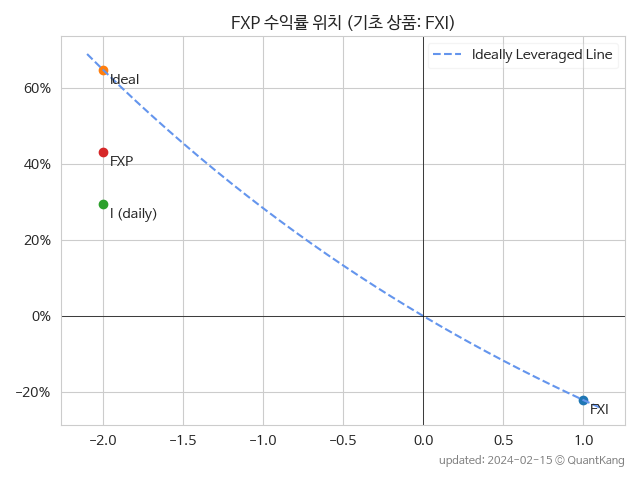 FXP 수익률 위치 (기초 상품: FXI)
Ideally Leveraged Line
Ideal
60%
FXP
40%
I (daily)
20%
0%
−20%
FXI
−2.0 −1.5 −1.0 −0.5 0.0 0.5 1.0
updated: 2024-02-15 © QuantKang